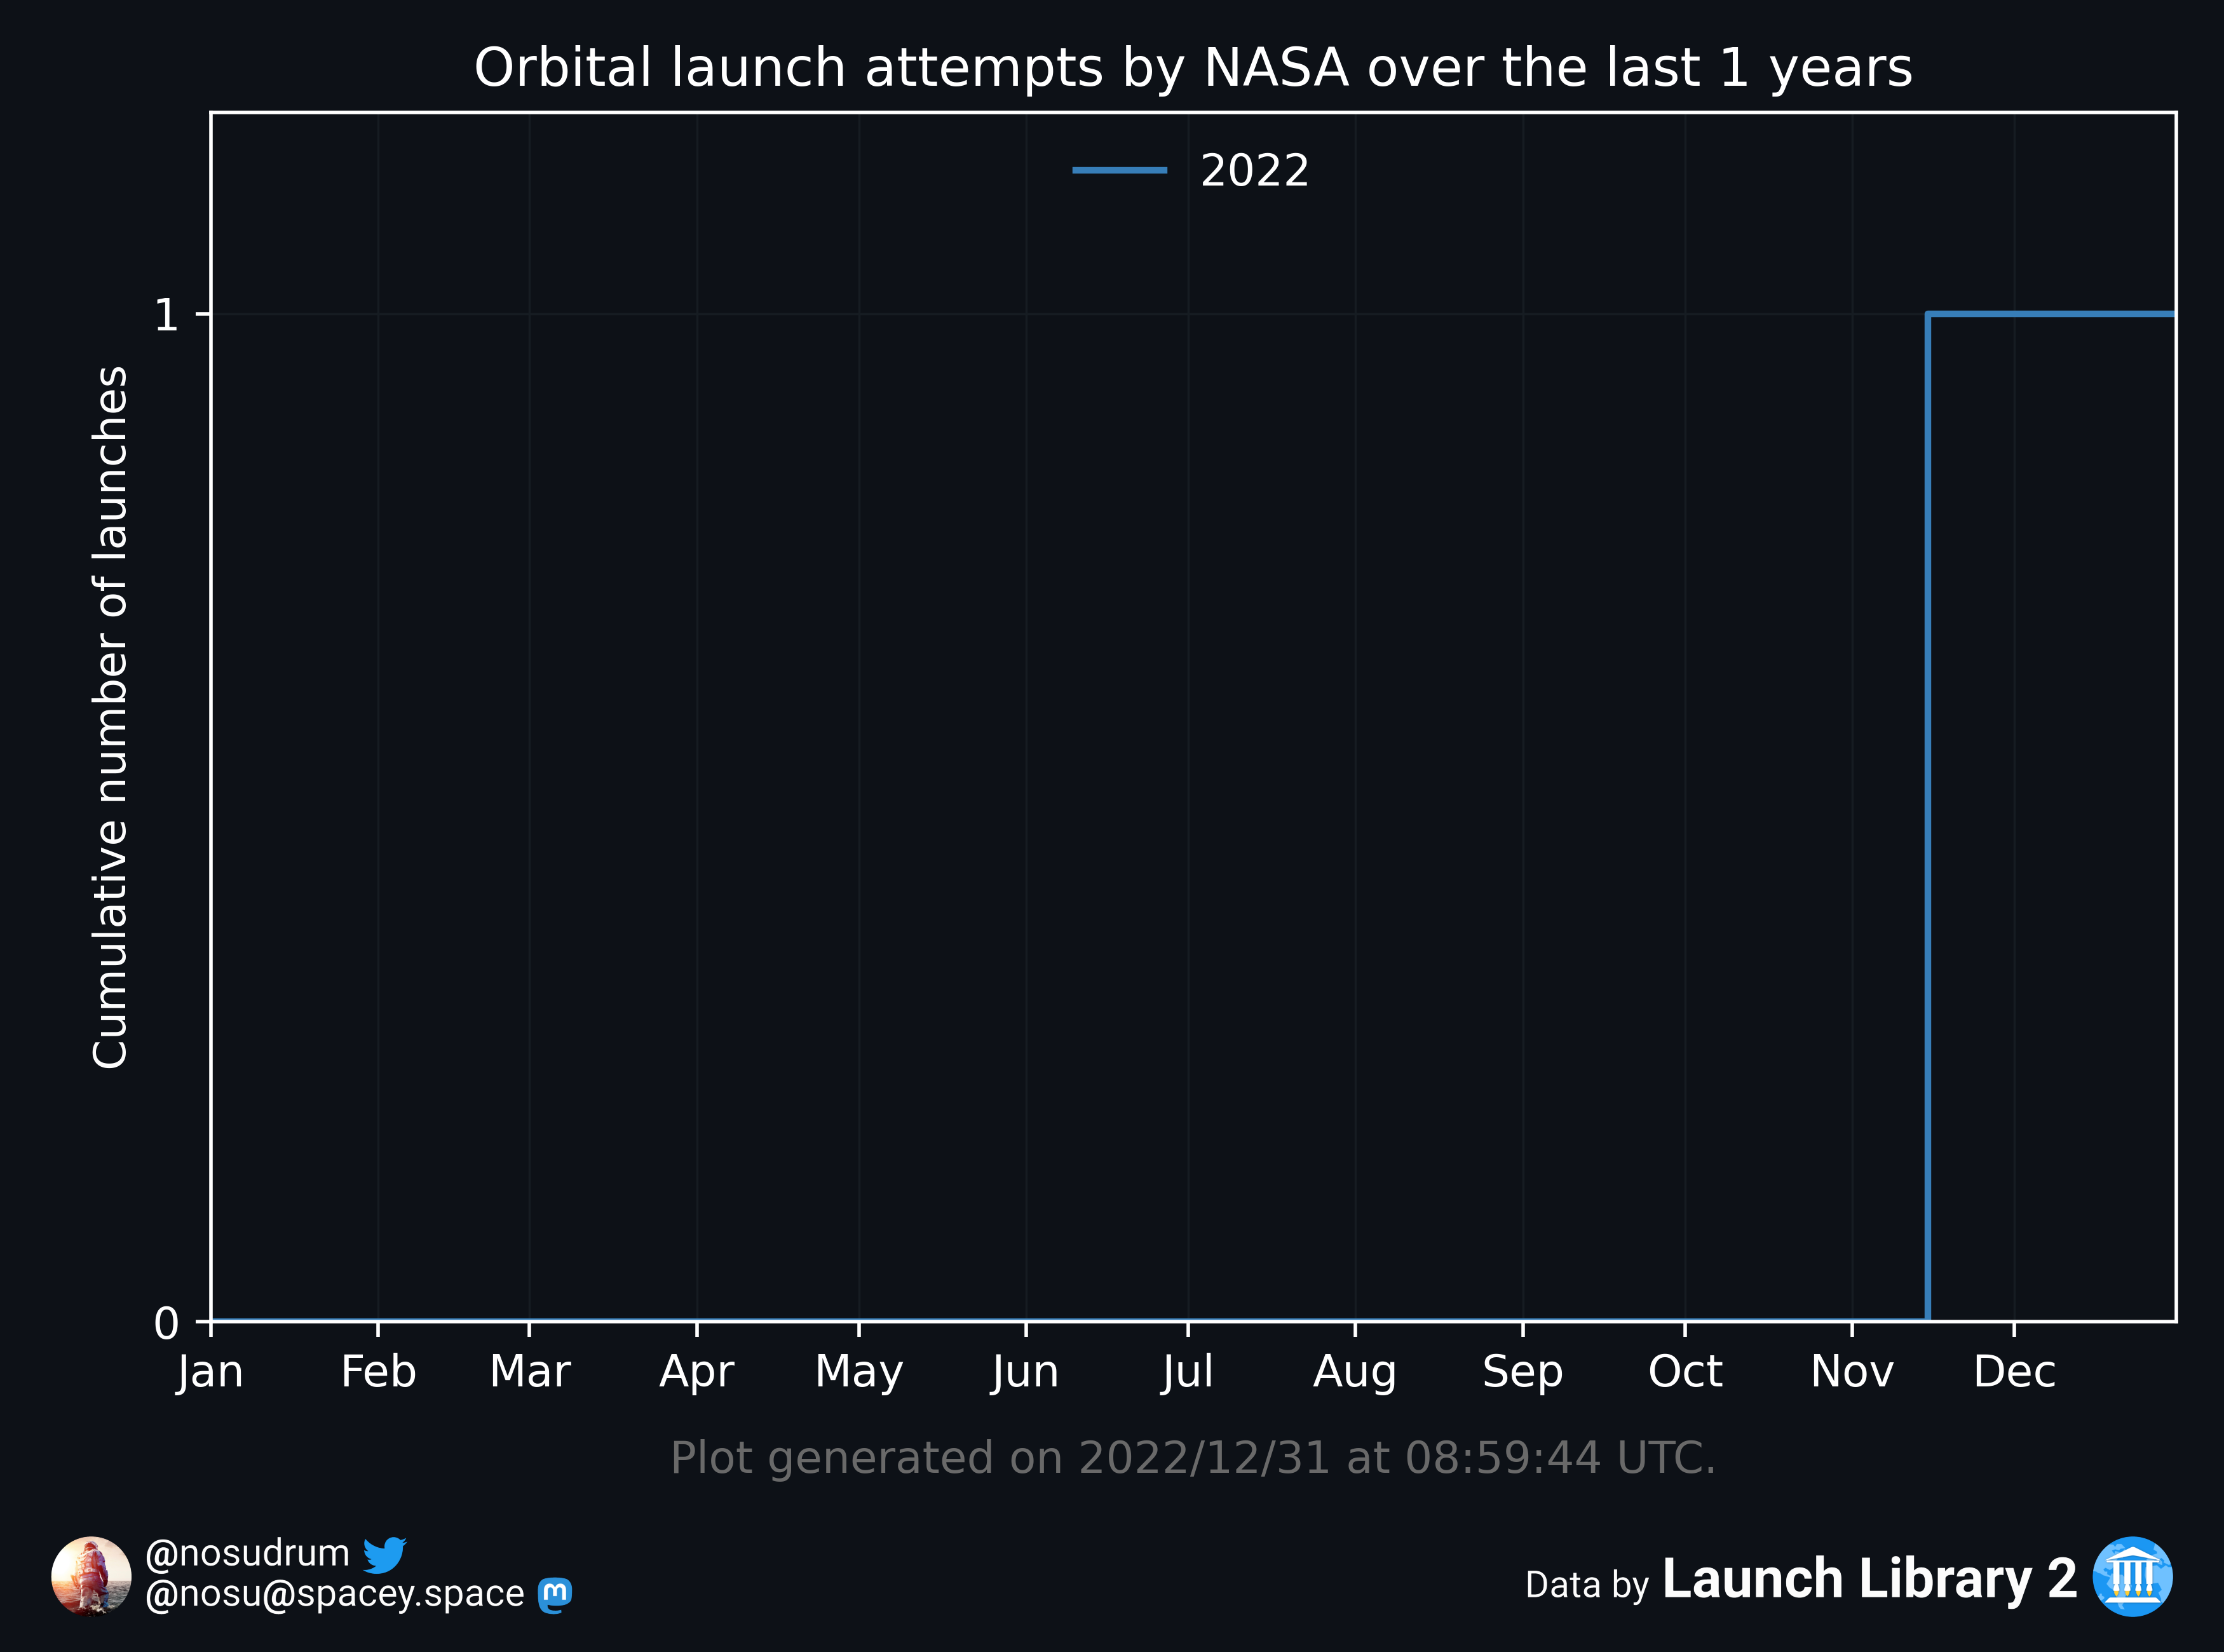 Orbital launch attempts by NASA over the last 1 years
2022
1
0
Cumulative number of launches
Jan Feb Mar Apr May Jun Jul Aug Sep Oct Nov Dec
Plot generated on 2022/12/31 at 08:59:44 UTC.
@nosudrum
@nosu@spacey.space
Data by Launch Library 2